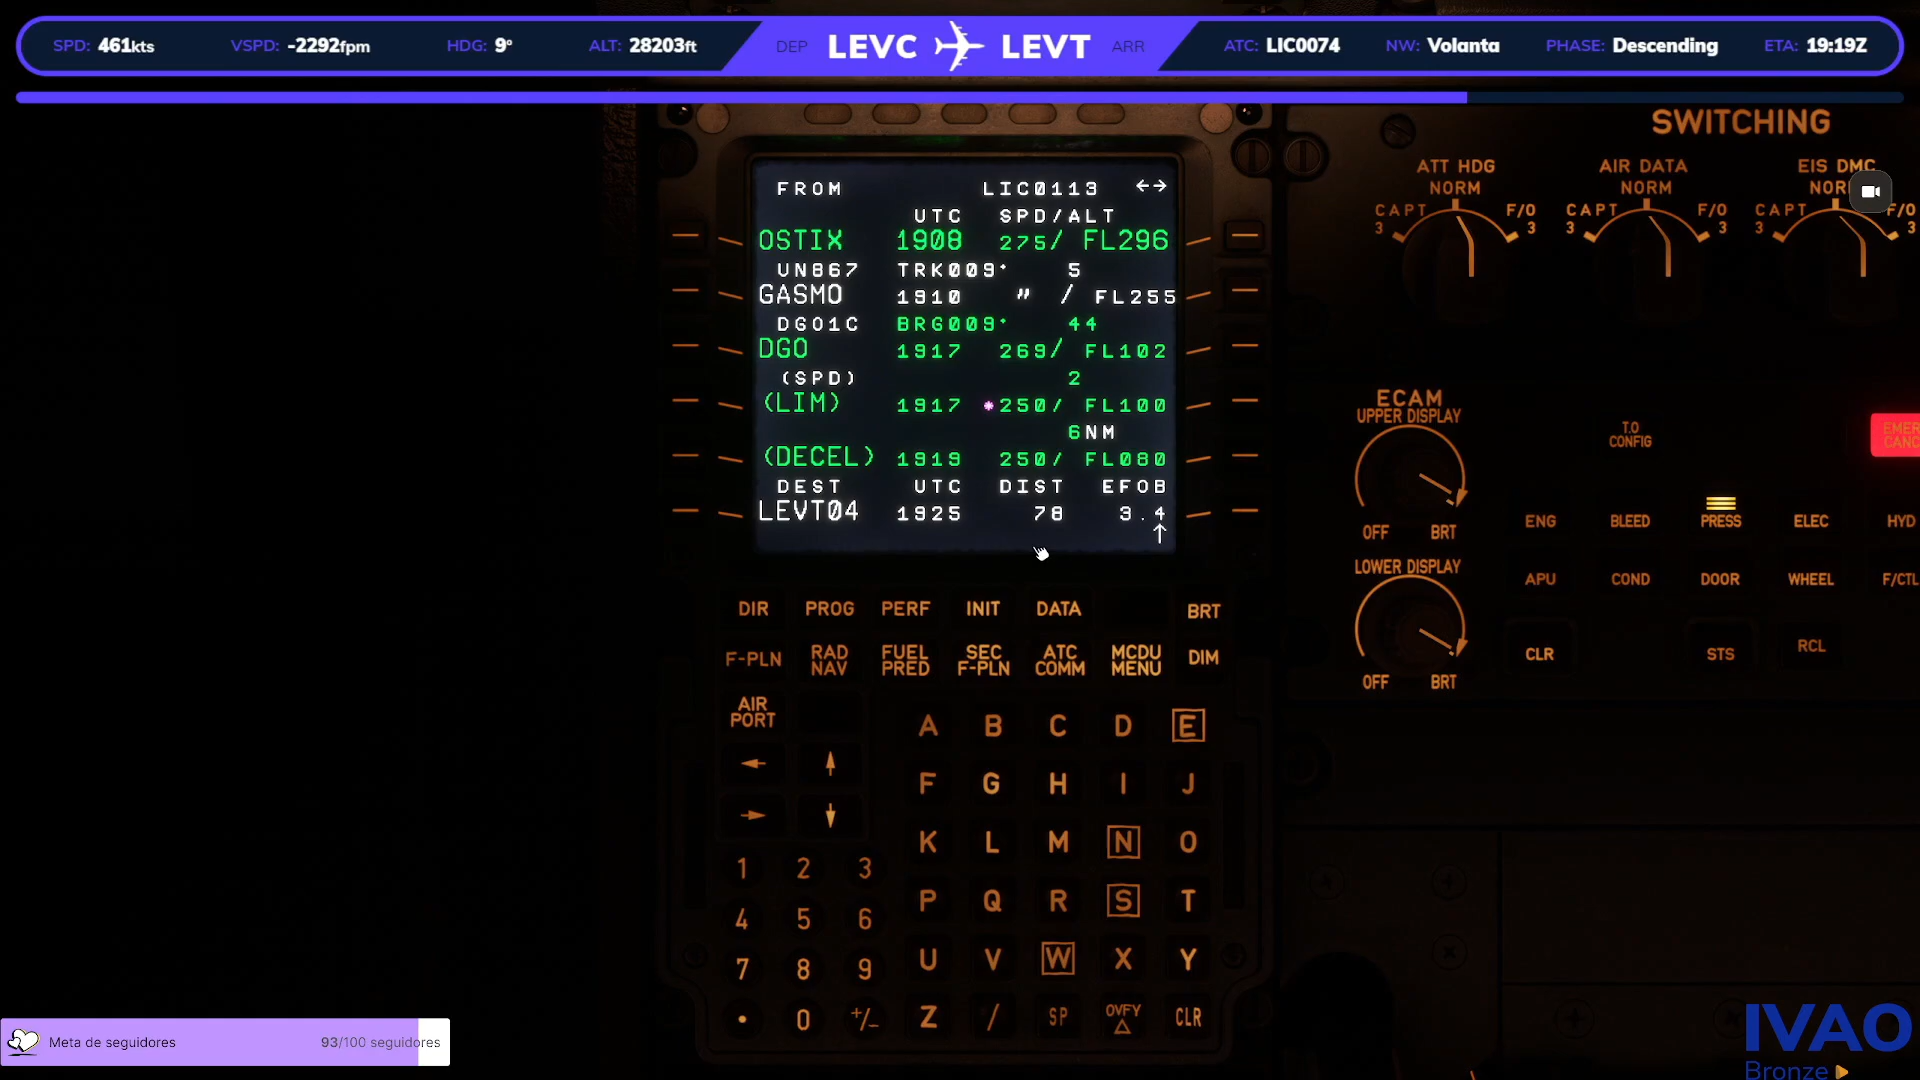 SPD: 461kts VSPD: -2292fpm HDG: 9° ALT: 28203ft DEP LEVC LEVT ARR ATC: LIC0074 NW: Volanta PHASE: Descending ETA: 19:19Z
FROM LIC0113 ←→
UTC SPD/ALT
OSTIX 1908 275/ FL296
UN867 TRK009° 5
GASMO 1910 " / FL255
DGO1C BRG009° 44
DGO 1917 269/ FL102
(SPD) 2
(LIM) 1917 *250/ FL100
6NM
(DECEL) 1919 250/ FL080
DEST UTC DIST EFOB
LEVT04 1925 78 3.4
↑
DIR PROG PERF INIT DATA BRT
F-PLN RAD NAV FUEL PRED SEC F-PLN ATC COMM MCDU MENU DIM
AIR PORT
← ↑
→ ↓
A B C D E
F G H I J
K L M N O
P Q R S T
U V W X Y
Z / SP OVFY △ CLR
1 2 3
4 5 6
7 8 9
. 0 +/-
SWITCHING
ATT HDG AIR DATA EIS DMC
NORM NORM NORM
CAPT 3 F/O 3 CAPT 3 F/O 3 CAPT 3 F/O 3
ECAM
UPPER DISPLAY
OFF BRT
LOWER DISPLAY
OFF BRT
T.O CONFIG
EMER CANC
ENG BLEED PRESS ELEC HYD
APU COND DOOR WHEEL F/CTL
CLR STS RCL
Meta de seguidores 93/100 seguidores
IVAO
Bronze